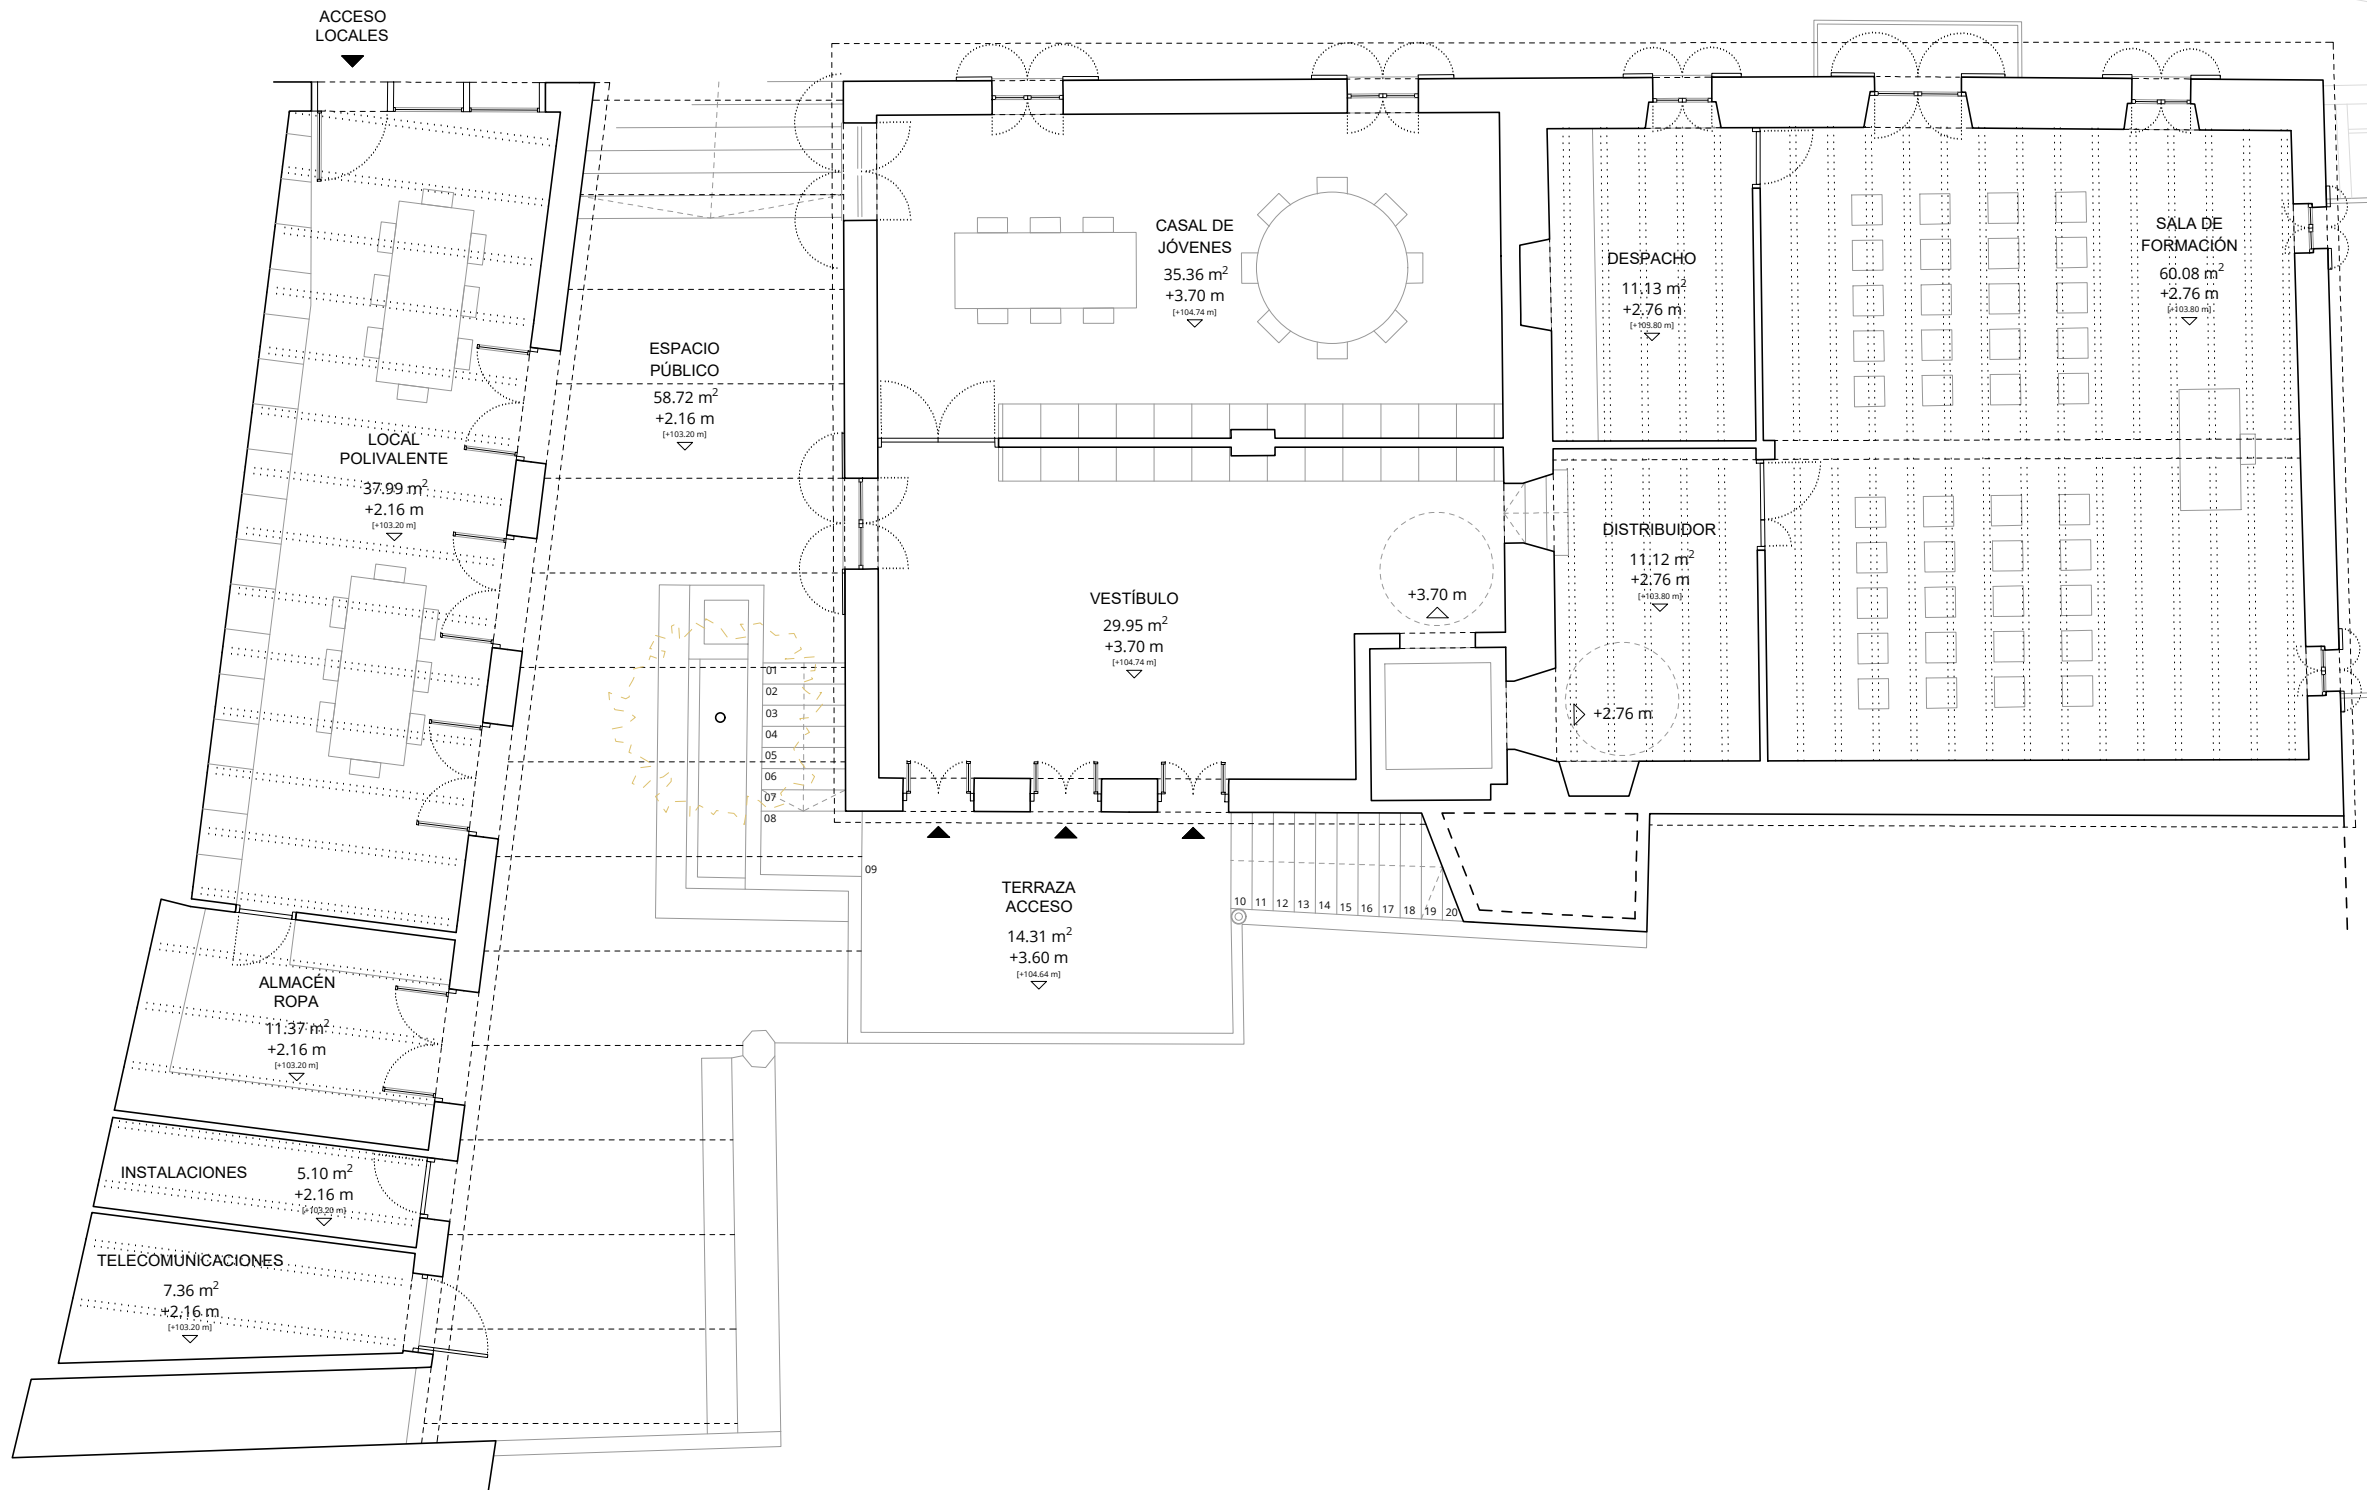 ACCESO
LOCALES
CASAL DE
JÓVENES
35.36 m²
+3.70 m
[+104.74 m]
DESPACHO
11.13 m²
+2.76 m
[+103.80 m]
SALA DE
FORMACIÓN
60.08 m²
+2.76 m
[+103.80 m]
ESPACIO
PÚBLICO
58.72 m²
+2.16 m
[+103.20 m]
LOCAL
POLIVALENTE
37.99 m²
+2.16 m
[+103.20 m]
DISTRIBUIDOR
11.12 m²
+2.76 m
[+103.80 m]
+2.76 m
VESTÍBULO
29.95 m²
+3.70 m
[+104.74 m]
+3.70 m
01
02
03
04
05
06
07
08
09
TERRAZA
ACCESO
14.31 m²
+3.60 m
[+104.64 m]
10 11 12 13 14 15 16 17 18 19 20
ALMACÉN
ROPA
11.37 m²
+2.16 m
[+103.20 m]
INSTALACIONES
5.10 m²
+2.16 m
[+103.20 m]
TELECOMUNICACIONES
7.36 m²
+2.16 m
[+103.20 m]